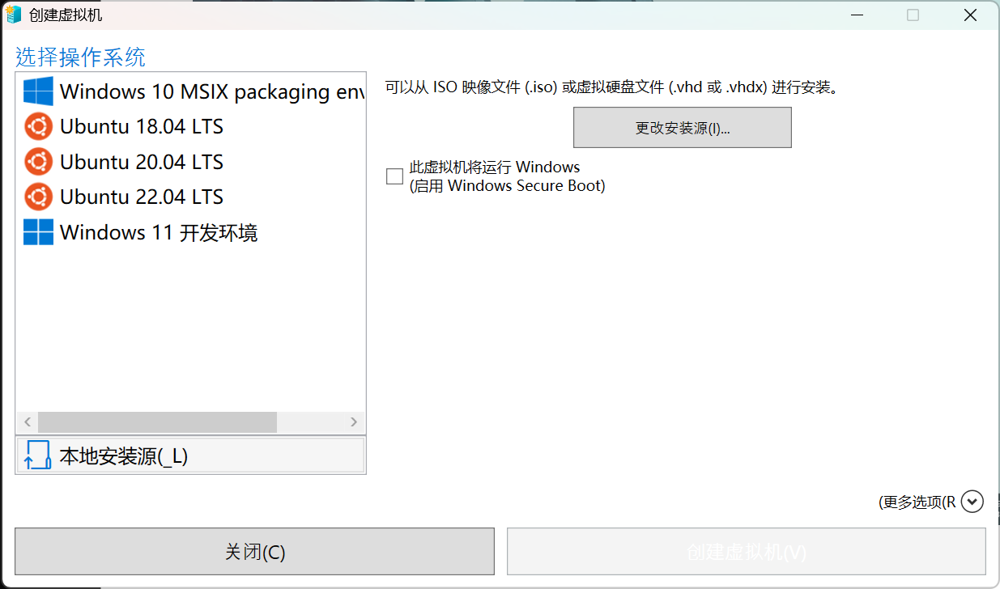 创建虚拟机
选择操作系统
Windows 10 MSIX packaging env
Ubuntu 18.04 LTS
Ubuntu 20.04 LTS
Ubuntu 22.04 LTS
Windows 11 开发环境
本地安装源(_L)
可以从 ISO 映像文件 (.iso) 或虚拟硬盘文件 (.vhd 或 .vhdx) 进行安装。
更改安装源(I)...
此虚拟机将运行 Windows
(启用 Windows Secure Boot)
(更多选项(R
关闭(C)
创建虚拟机(V)